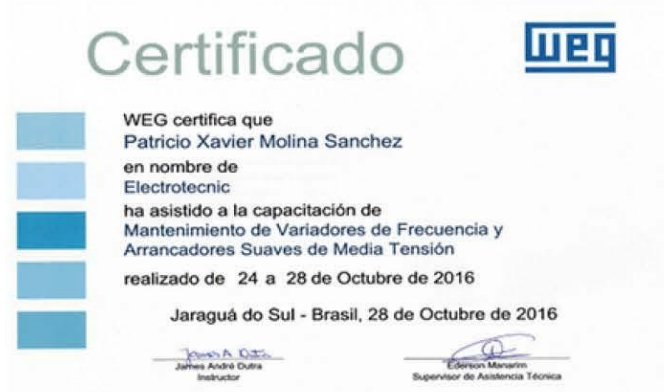 Certificado
weg
WEG certifica que
Patricio Xavier Molina Sanchez
en nombre de
Electrotecnic
ha asistido a la capacitación de
Mantenimiento de Variadores de Frecuencia y
Arrancadores Suaves de Media Tensión
realizado de 24 a 28 de Octubre de 2016
Jaraguá do Sul - Brasil, 28 de Octubre de 2016
James André Dutra
Instructor
Ederson Manarim
Supervisor de Asistencia Técnica